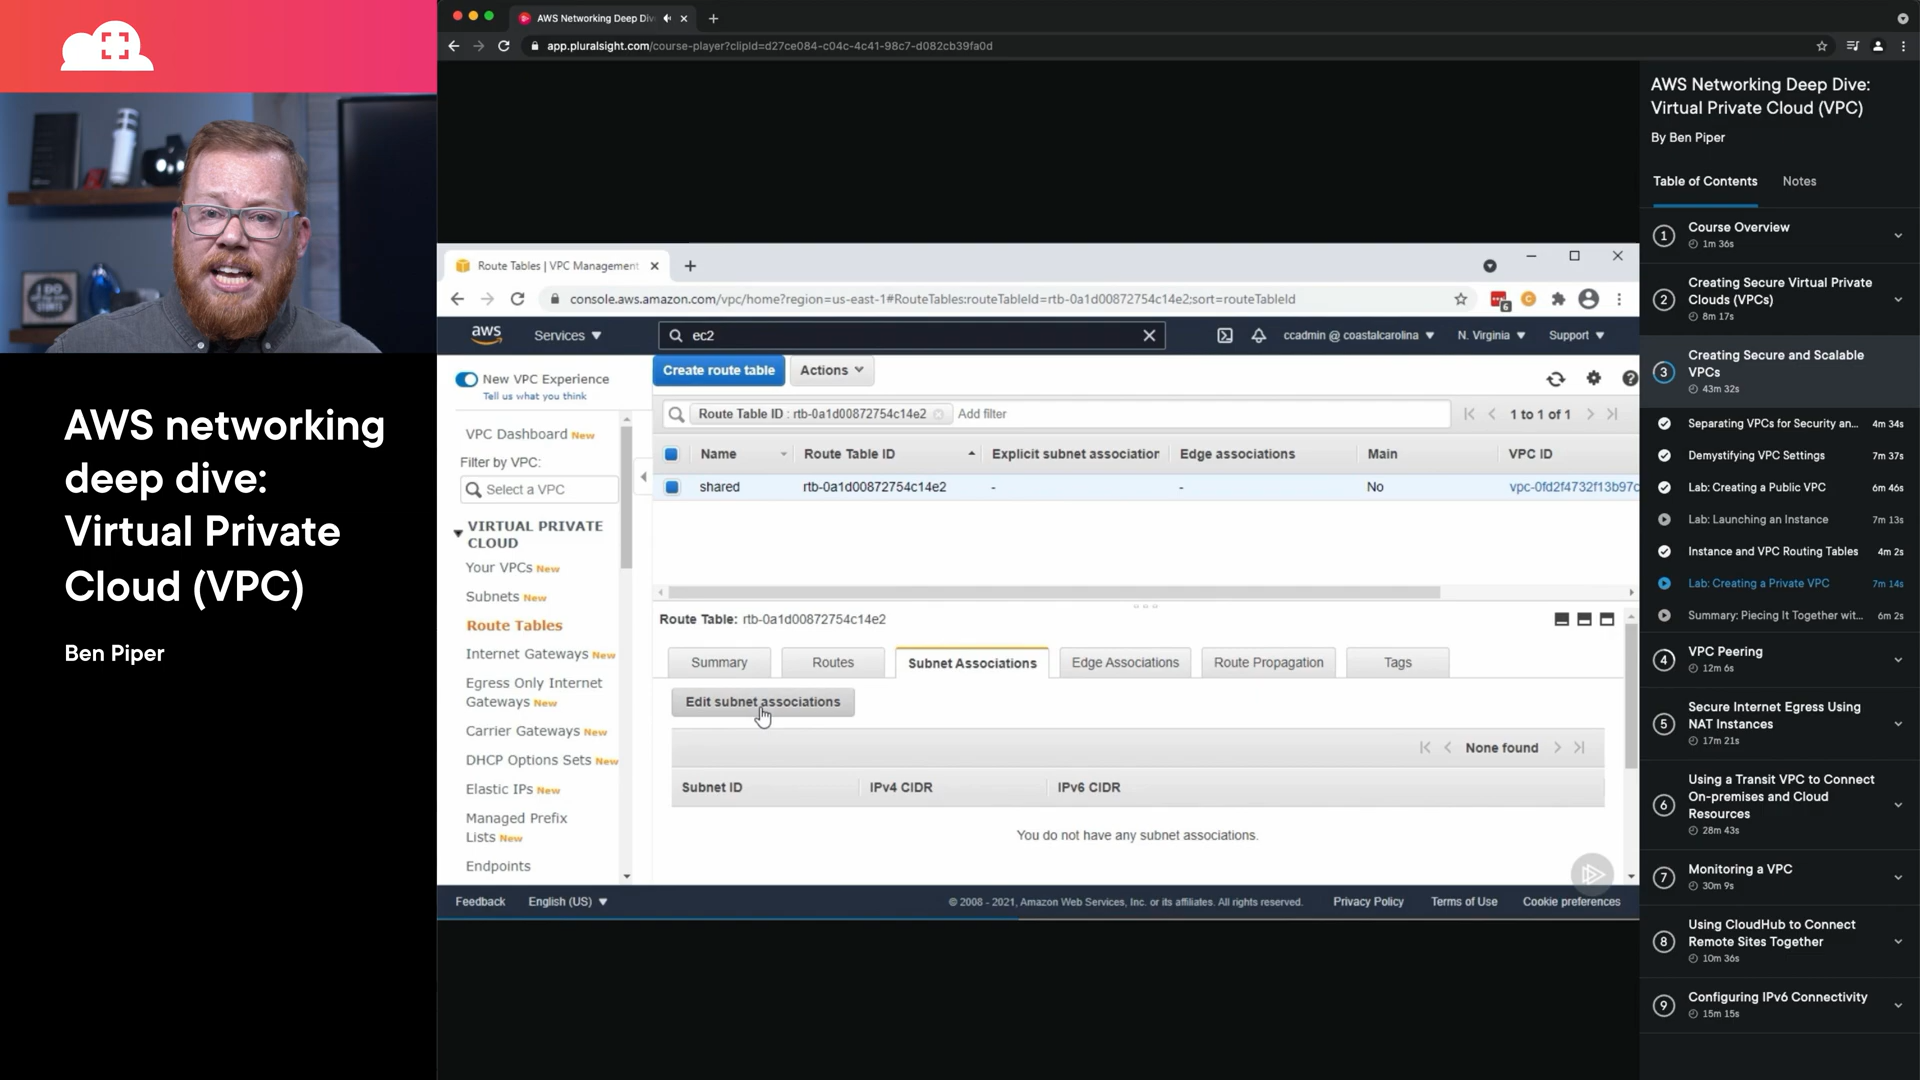 AWS networking
deep dive:
Virtual Private
Cloud (VPC)
Ben Piper
AWS Networking Deep Div
app.pluralsight.com/course-player?clipId=d27ce084-c04c-4c41-98c7-d082cb39fa0d
Route Tables | VPC Management
console.aws.amazon.com/vpc/home?region=us-east-1#RouteTables:routeTableId=rtb-0a1d00872754c14e2;sort=routeTableId
6
aws
Services
ec2
ccadmin @ coastalcarolina
N. Virginia
Support
New VPC Experience
Tell us what you think
VPC Dashboard New
Filter by VPC:
Select a VPC
VIRTUAL PRIVATE
CLOUD
Your VPCs New
Subnets New
Route Tables
Internet Gateways New
Egress Only Internet
Gateways New
Carrier Gateways New
DHCP Options Sets New
Elastic IPs New
Managed Prefix
Lists New
Endpoints
Create route table
Actions
Route Table ID : rtb-0a1d00872754c14e2
Add filter
1 to 1 of 1
Name Route Table ID Explicit subnet association Edge associations Main VPC ID
shared rtb-0a1d00872754c14e2 - - No vpc-0fd2f4732f13b97c
Route Table: rtb-0a1d00872754c14e2
Summary Routes Subnet Associations Edge Associations Route Propagation Tags
Edit subnet associations
None found
Subnet ID IPv4 CIDR IPv6 CIDR
You do not have any subnet associations.
Feedback English (US) © 2008 - 2021, Amazon Web Services, Inc. or its affiliates. All rights reserved. Privacy Policy Terms of Use Cookie preferences
AWS Networking Deep Dive:
Virtual Private Cloud (VPC)
By Ben Piper
Table of Contents Notes
1 Course Overview
1m 36s
2 Creating Secure Virtual Private
Clouds (VPCs)
8m 17s
3 Creating Secure and Scalable
VPCs
43m 32s
Separating VPCs for Security an... 4m 34s
Demystifying VPC Settings 7m 37s
Lab: Creating a Public VPC 6m 46s
Lab: Launching an Instance 7m 13s
Instance and VPC Routing Tables 4m 2s
Lab: Creating a Private VPC 7m 14s
Summary: Piecing It Together wit... 6m 2s
4 VPC Peering
12m 6s
5 Secure Internet Egress Using
NAT Instances
17m 21s
6 Using a Transit VPC to Connect
On-premises and Cloud
Resources
28m 43s
7 Monitoring a VPC
30m 9s
8 Using CloudHub to Connect
Remote Sites Together
10m 36s
9 Configuring IPv6 Connectivity
15m 15s